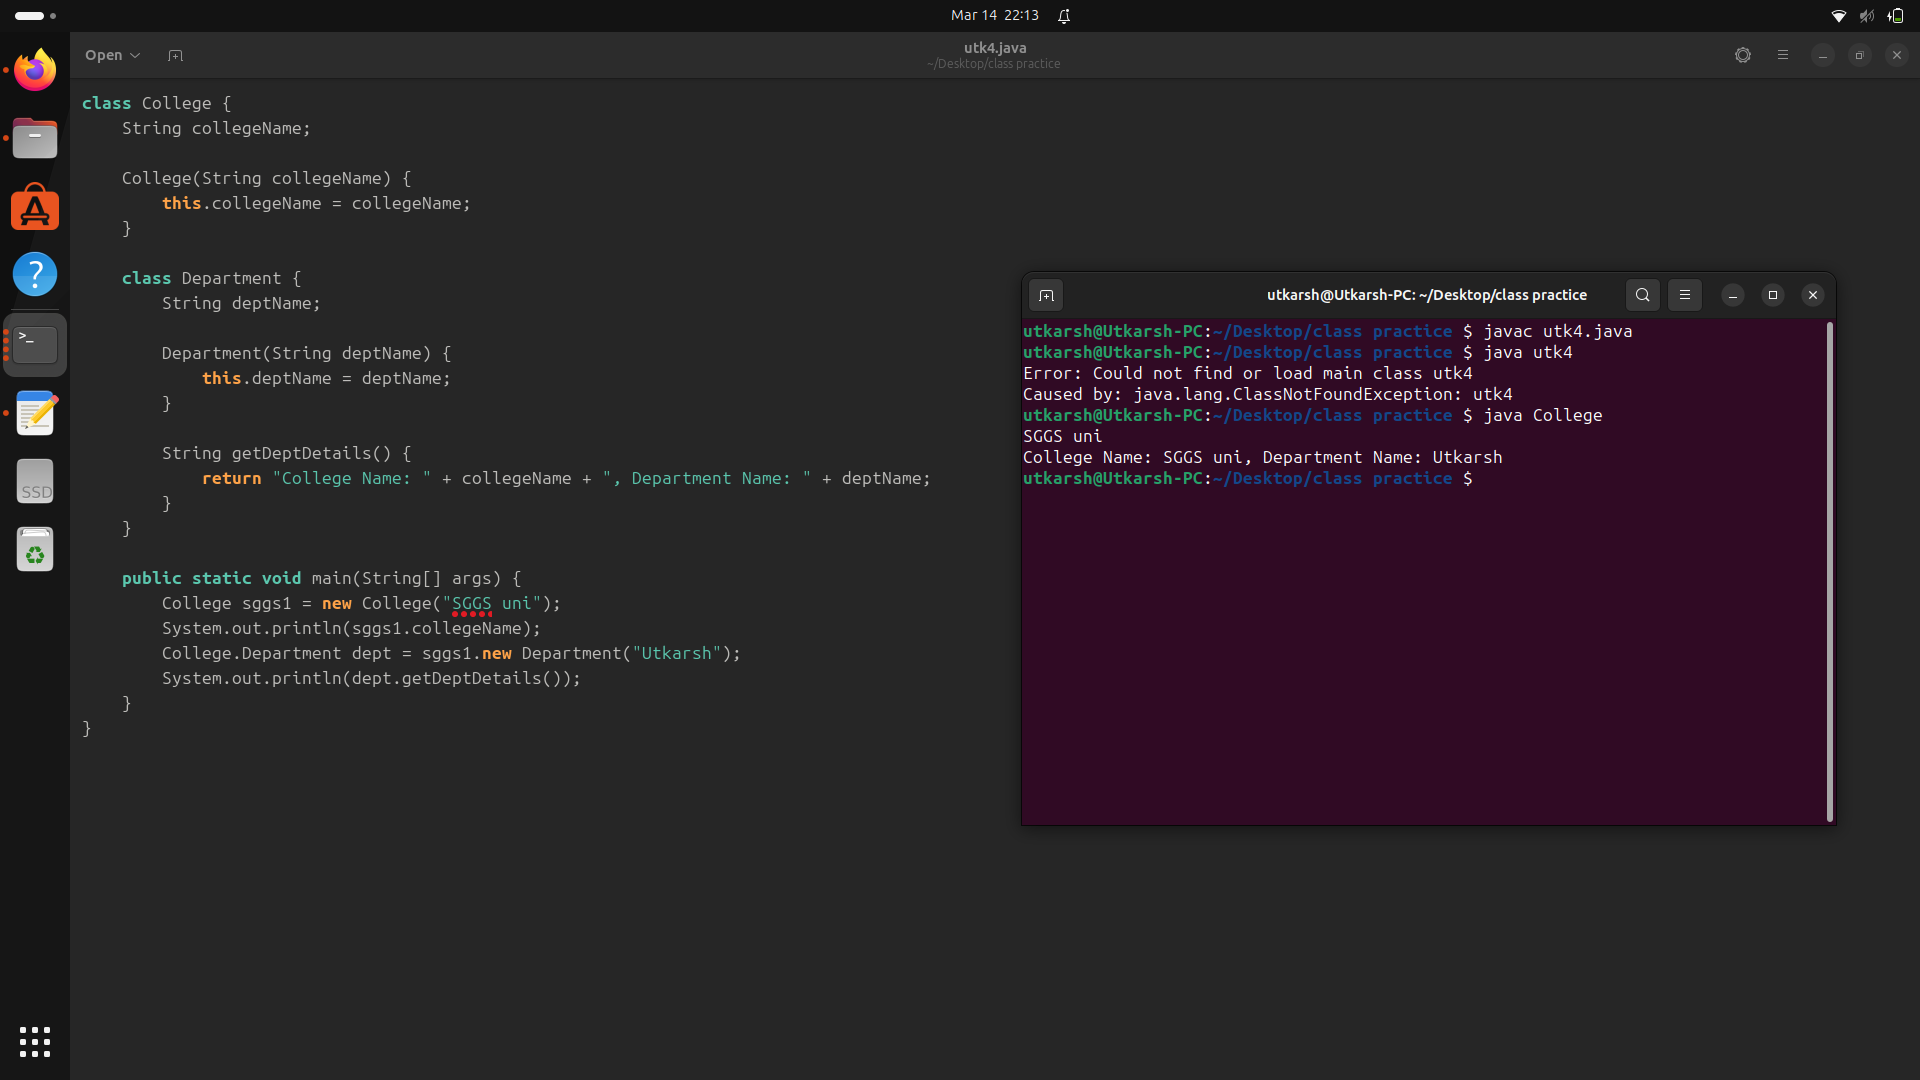 Mar 14 22:13
Open
utk4.java
~/Desktop/class practice
class College {
    String collegeName;

    College(String collegeName) {
        this.collegeName = collegeName;
    }

    class Department {
        String deptName;

        Department(String deptName) {
            this.deptName = deptName;
        }

        String getDeptDetails() {
            return "College Name: " + collegeName + ", Department Name: " + deptName;
        }
    }

    public static void main(String[] args) {
        College sggs1 = new College("SGGS uni");
        System.out.println(sggs1.collegeName);
        College.Department dept = sggs1.new Department("Utkarsh");
        System.out.println(dept.getDeptDetails());
    }
}
utkarsh@Utkarsh-PC: ~/Desktop/class practice
utkarsh@Utkarsh-PC:~/Desktop/class practice $ javac utk4.java
utkarsh@Utkarsh-PC:~/Desktop/class practice $ java utk4
Error: Could not find or load main class utk4
Caused by: java.lang.ClassNotFoundException: utk4
utkarsh@Utkarsh-PC:~/Desktop/class practice $ java College
SGGS uni
College Name: SGGS uni, Department Name: Utkarsh
utkarsh@Utkarsh-PC:~/Desktop/class practice $
SSD